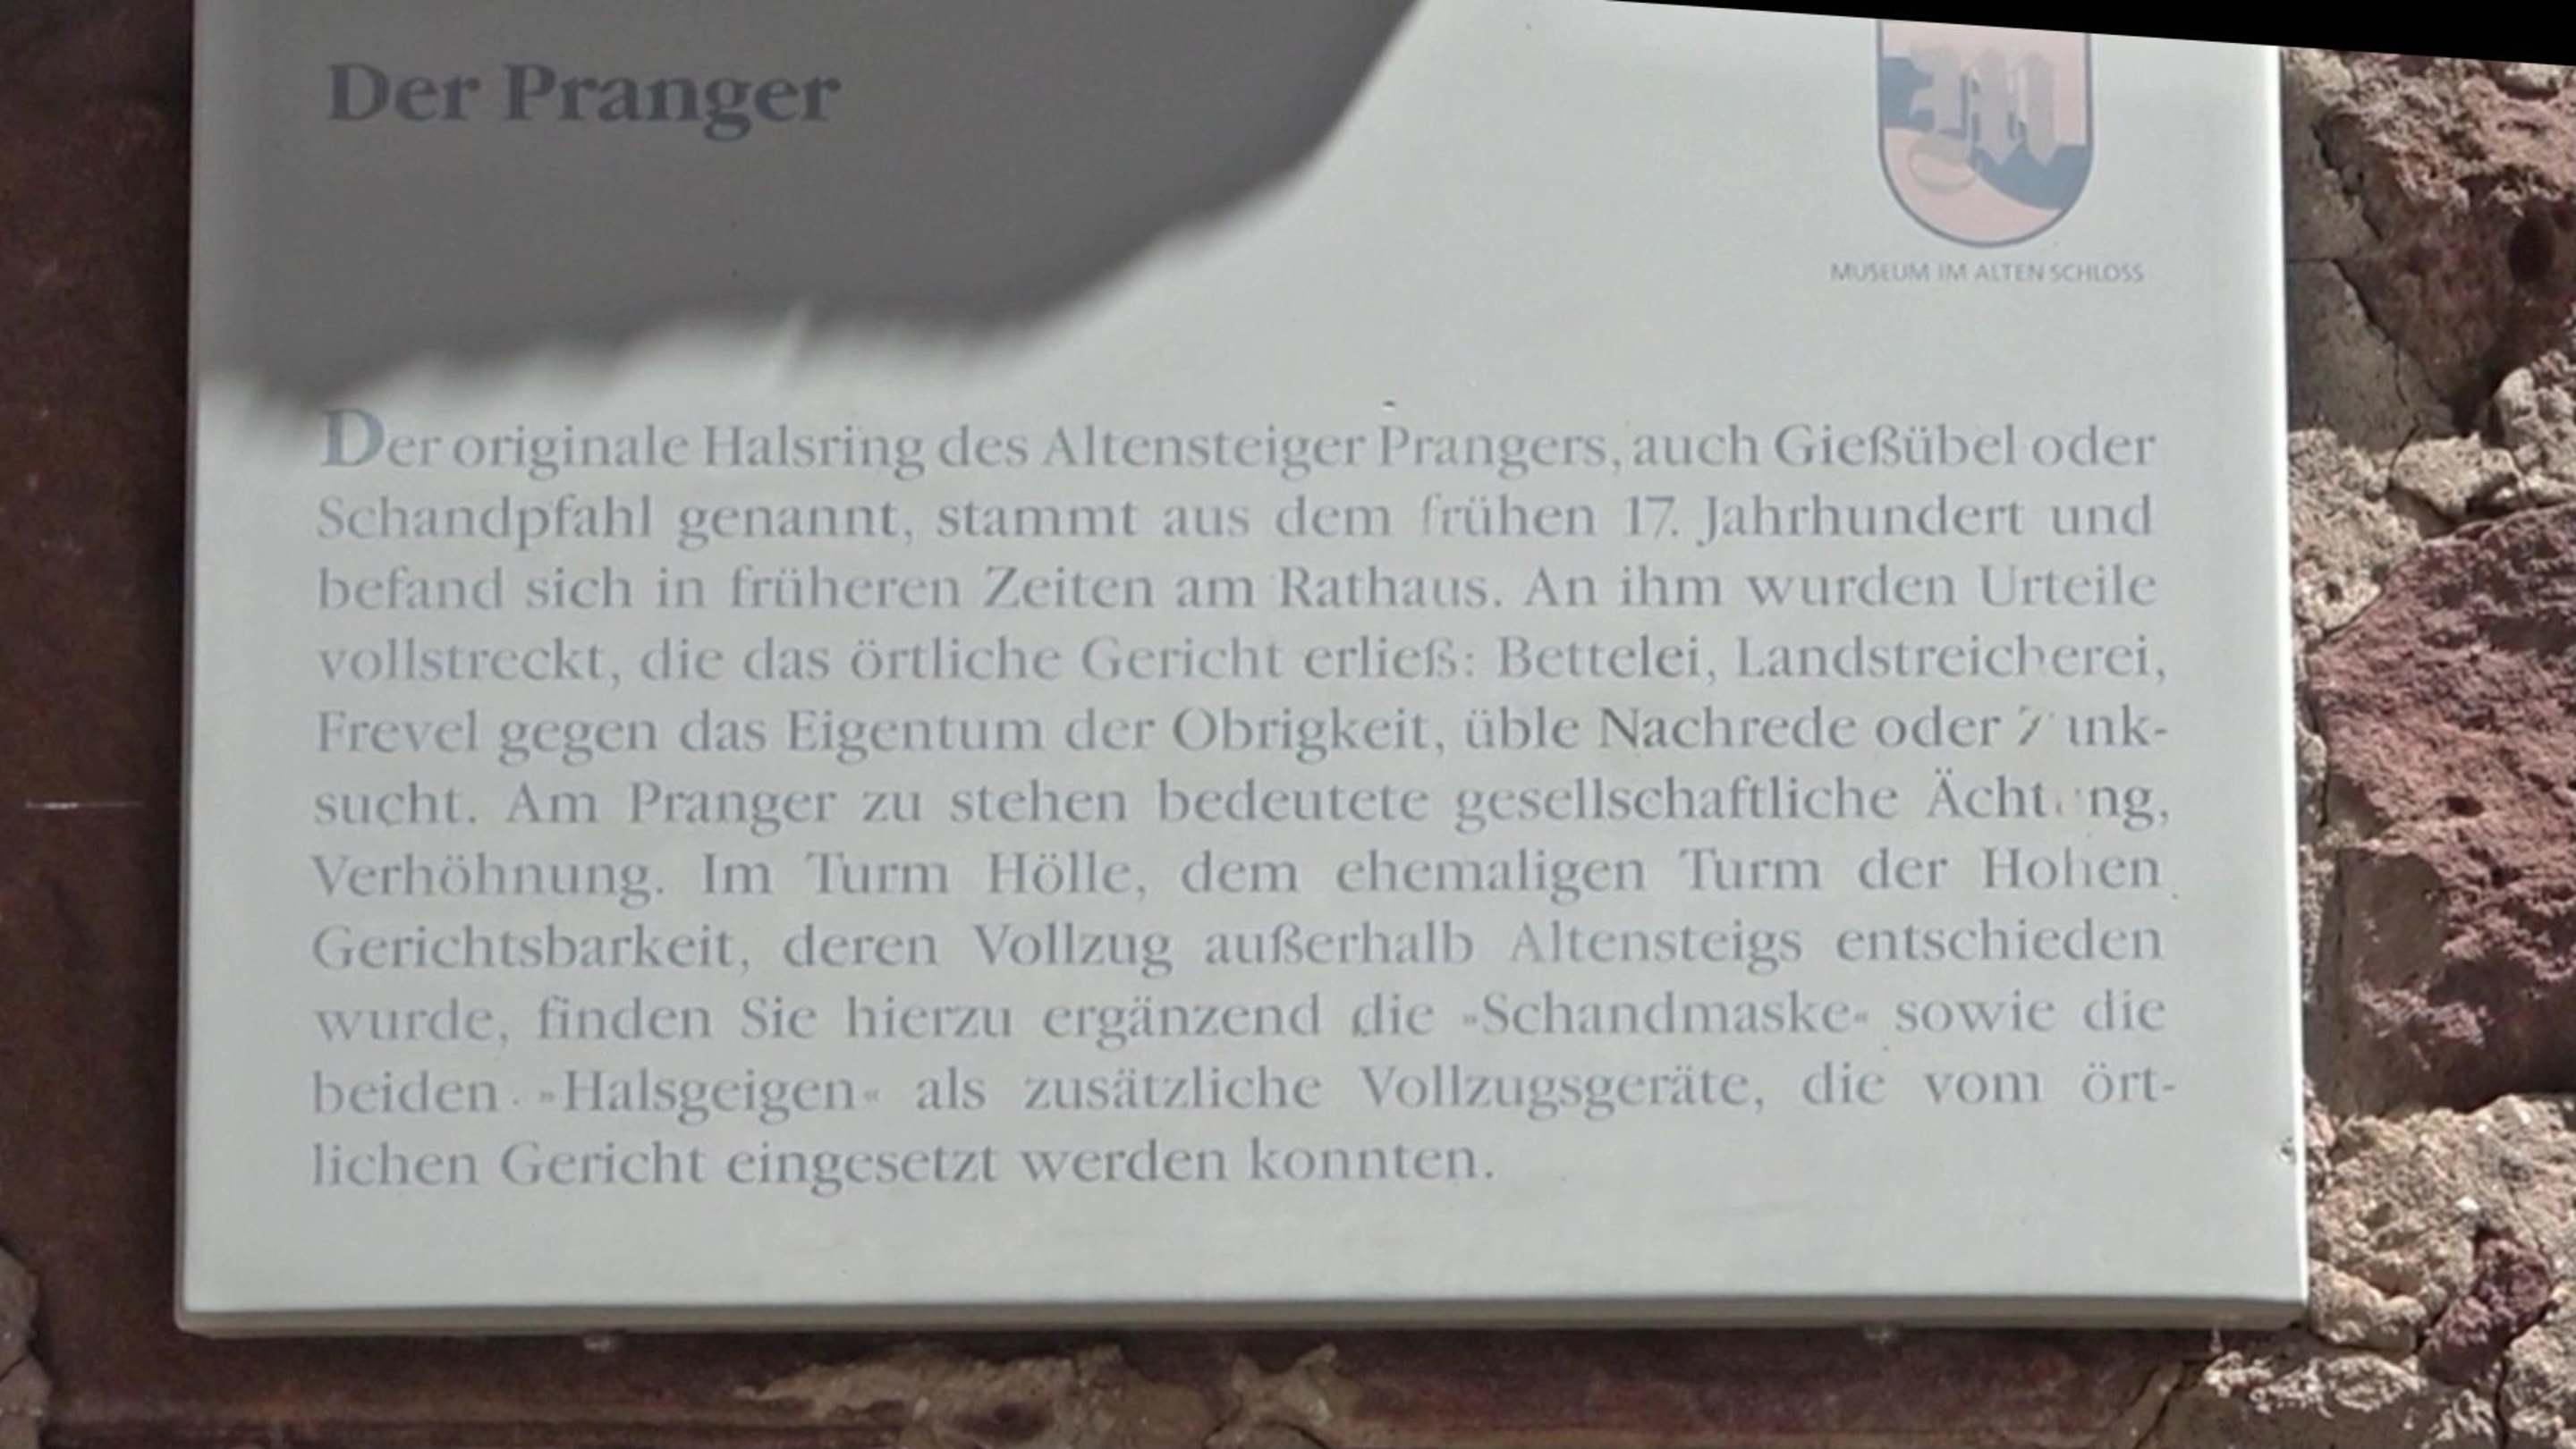 Der Pranger
MUSEUM IM ALTEN SCHLOSS
Der originale Halsring des Altensteiger Prangers, auch Gießübel oder
Schandpfahl genannt, stammt aus dem frühen 17. Jahrhundert und
befand sich in früheren Zeiten am Rathaus. An ihm wurden Urteile
vollstreckt, die das örtliche Gericht erließ: Bettelei, Landstreicherei,
Frevel gegen das Eigentum der Obrigkeit, üble Nachrede oder
sucht. Am Pranger zu stehen bedeutete gesellschaftliche Ächtung,
Verhöhnung. Im Turm Hölle, dem ehemaligen Turm der Hohen
Gerichtsbarkeit, deren Vollzug außerhalb Altensteigs entschieden
wurde, finden Sie hierzu ergänzend die »Schandmaske« sowie die
beiden »Halsgeigen« als zusätzliche Vollzugsgeräte, die vom ört-
lichen Gericht eingesetzt werden konnten.